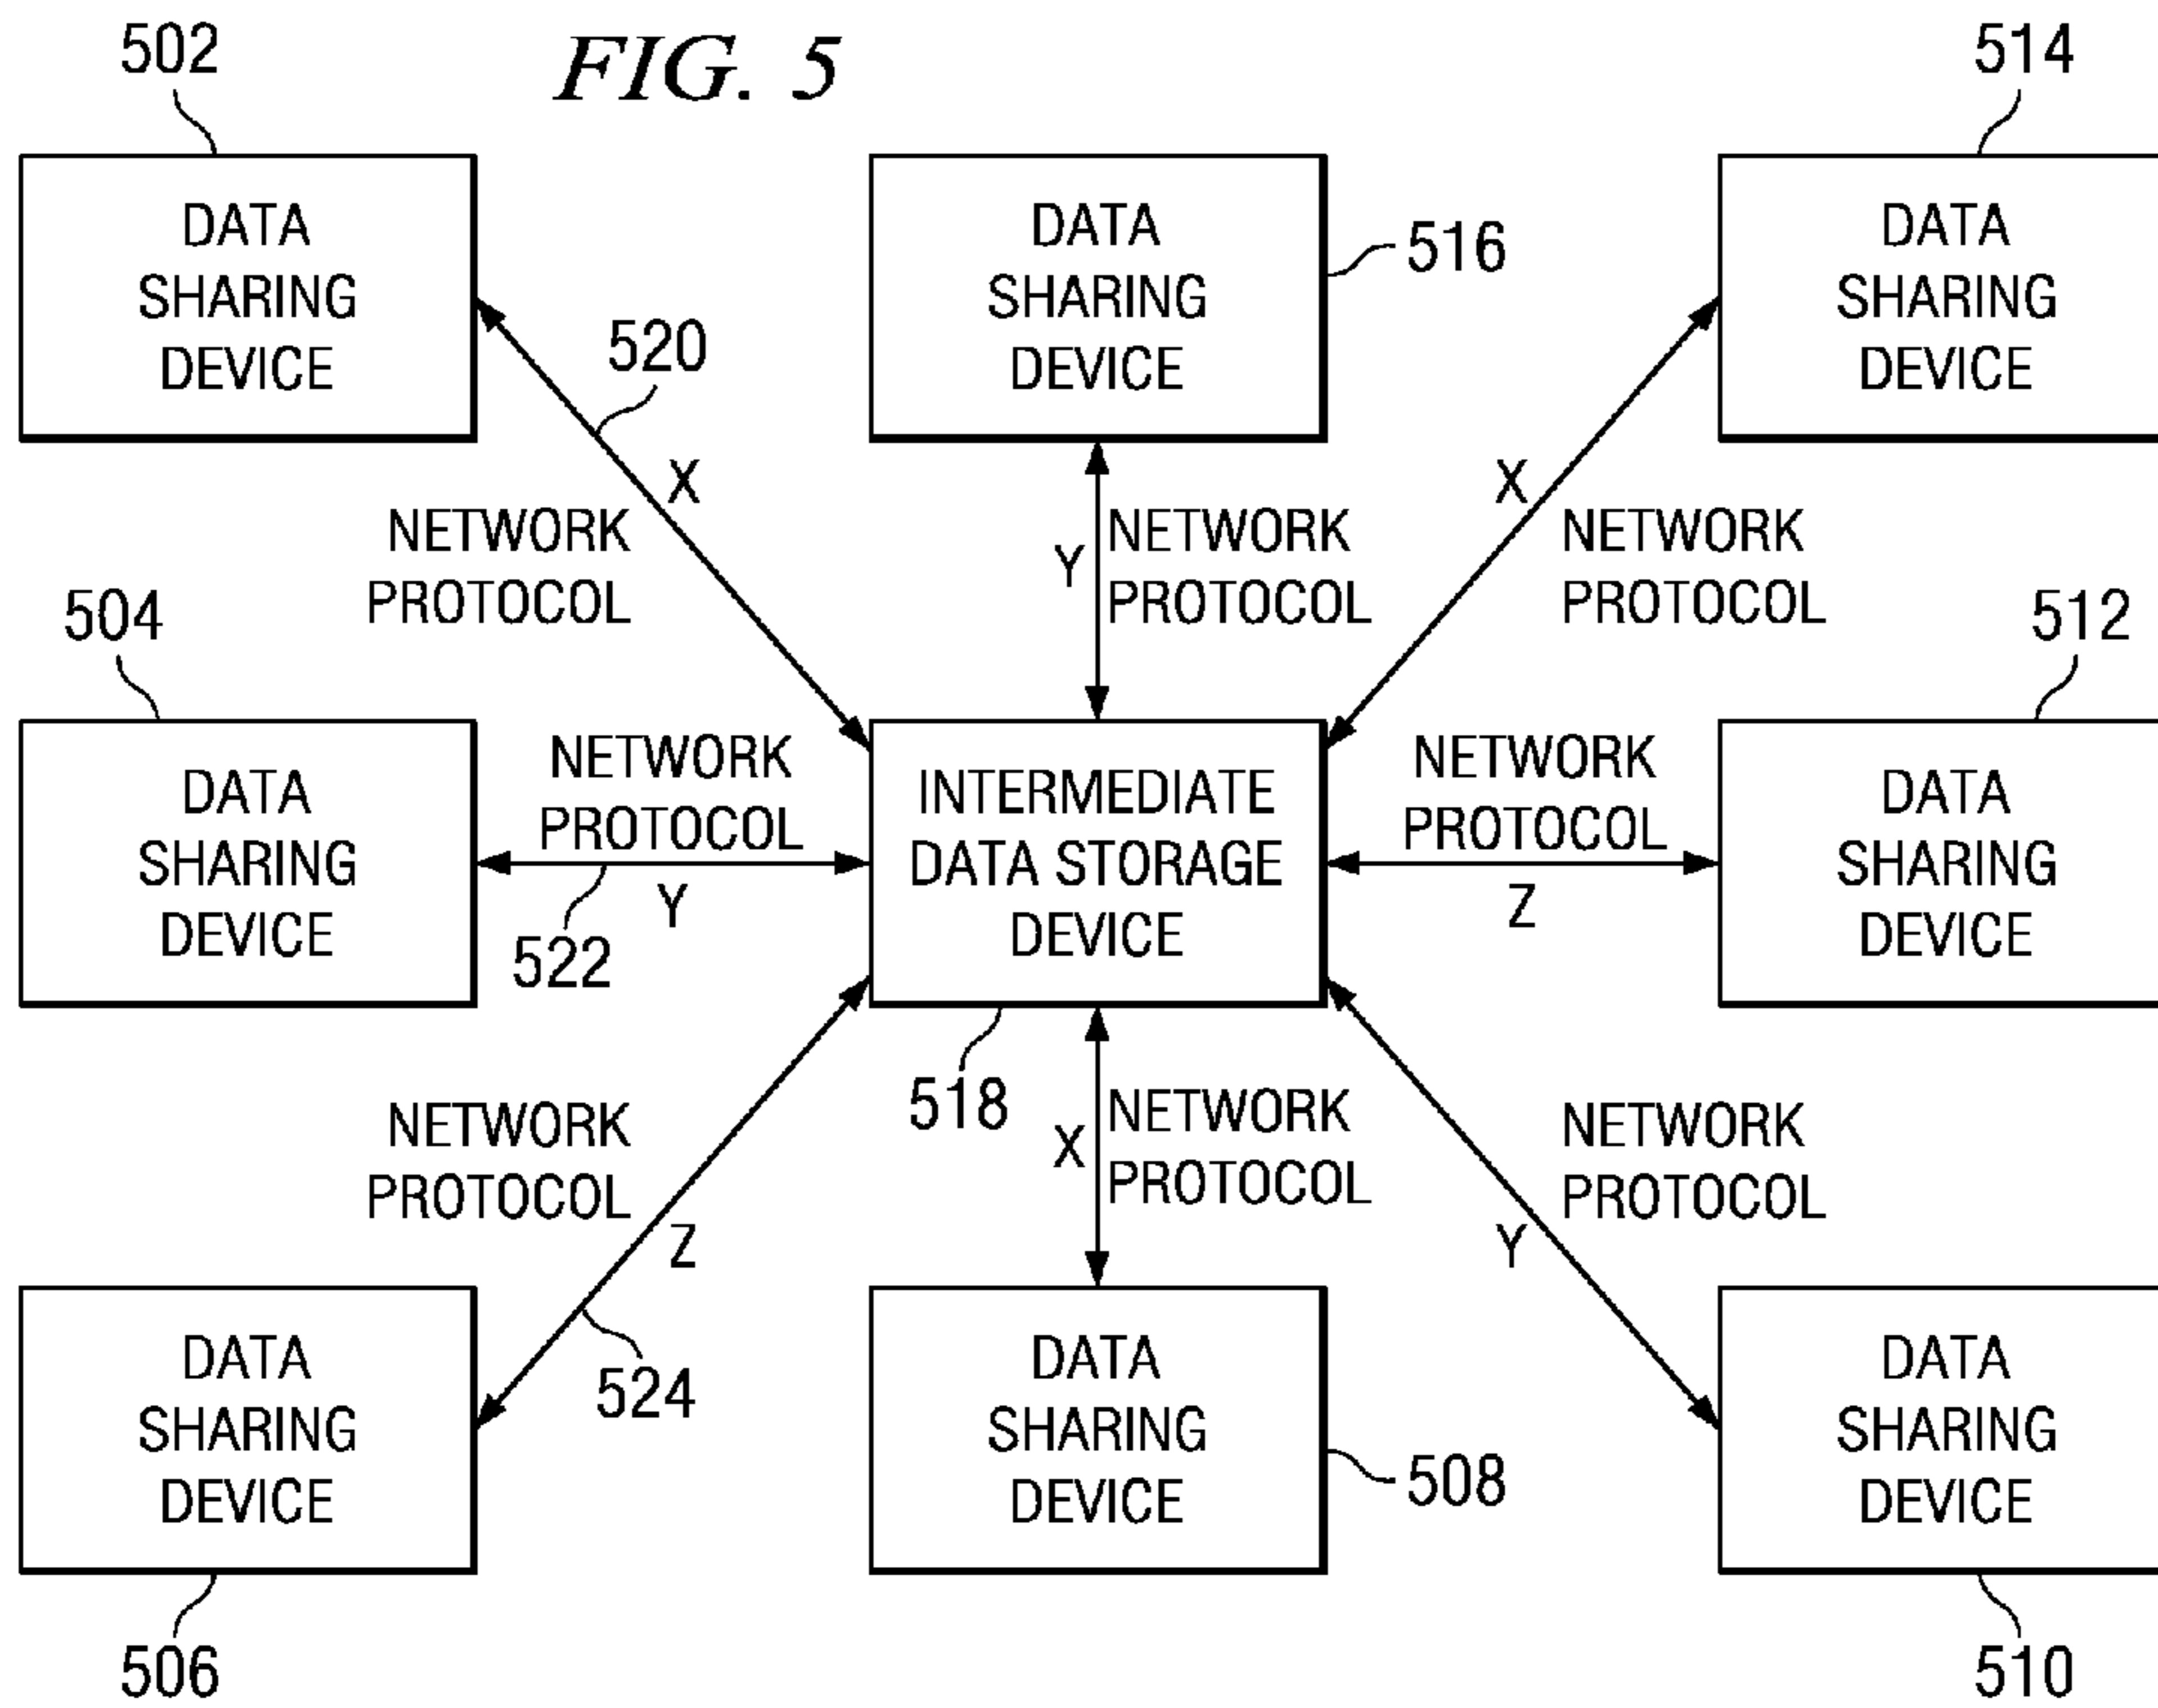 502
FIG. 5
514
DATA
SHARING
DEVICE
DATA
SHARING
DEVICE
516
DATA
SHARING
DEVICE
520
X
NETWORK
PROTOCOL
Y
NETWORK
PROTOCOL
X
NETWORK
PROTOCOL
504
512
DATA
SHARING
DEVICE
NETWORK
PROTOCOL
Y
522
INTERMEDIATE
DATA STORAGE
DEVICE
518
NETWORK
PROTOCOL
Z
DATA
SHARING
DEVICE
NETWORK
PROTOCOL
Z
524
X
NETWORK
PROTOCOL
NETWORK
PROTOCOL
Y
DATA
SHARING
DEVICE
506
DATA
SHARING
DEVICE
508
DATA
SHARING
DEVICE
510